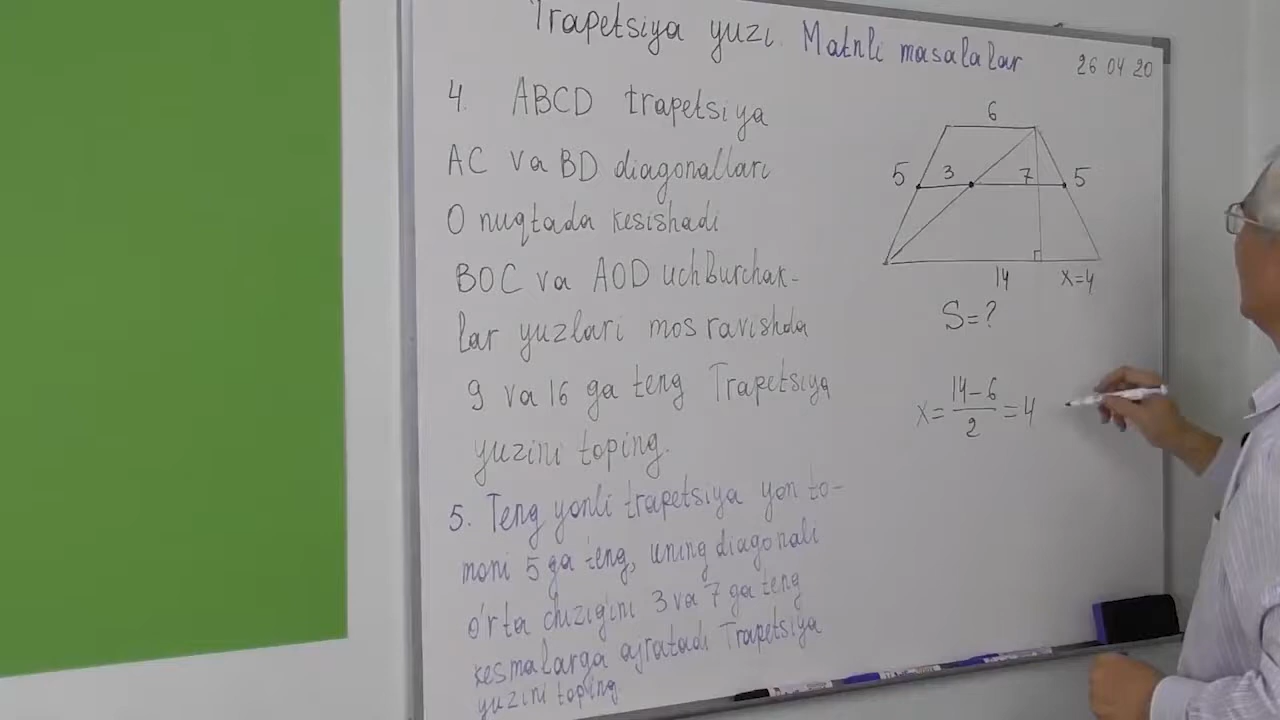 Trapetsiya yuzi. Matnli masalalar 26 04 20
4. ABCD trapetsiya
AC va BD diagonallari
O nuqtada kesishadi
BOC va AOD uchburchak-
lar yuzlari mos ravishda
9 va 16 ga teng Trapetsiya
yuzini toping.
5. Teng yonli trapetsiya yon to-
moni 5 ga teng, uning diagonali
o'rta chizig'ini 3 va 7 ga teng
kesmalarga ajratadi Trapetsiya
yuzini toping
6
5 3 7 5
14 x=4
S=?
x= 14-6 / 2 =4